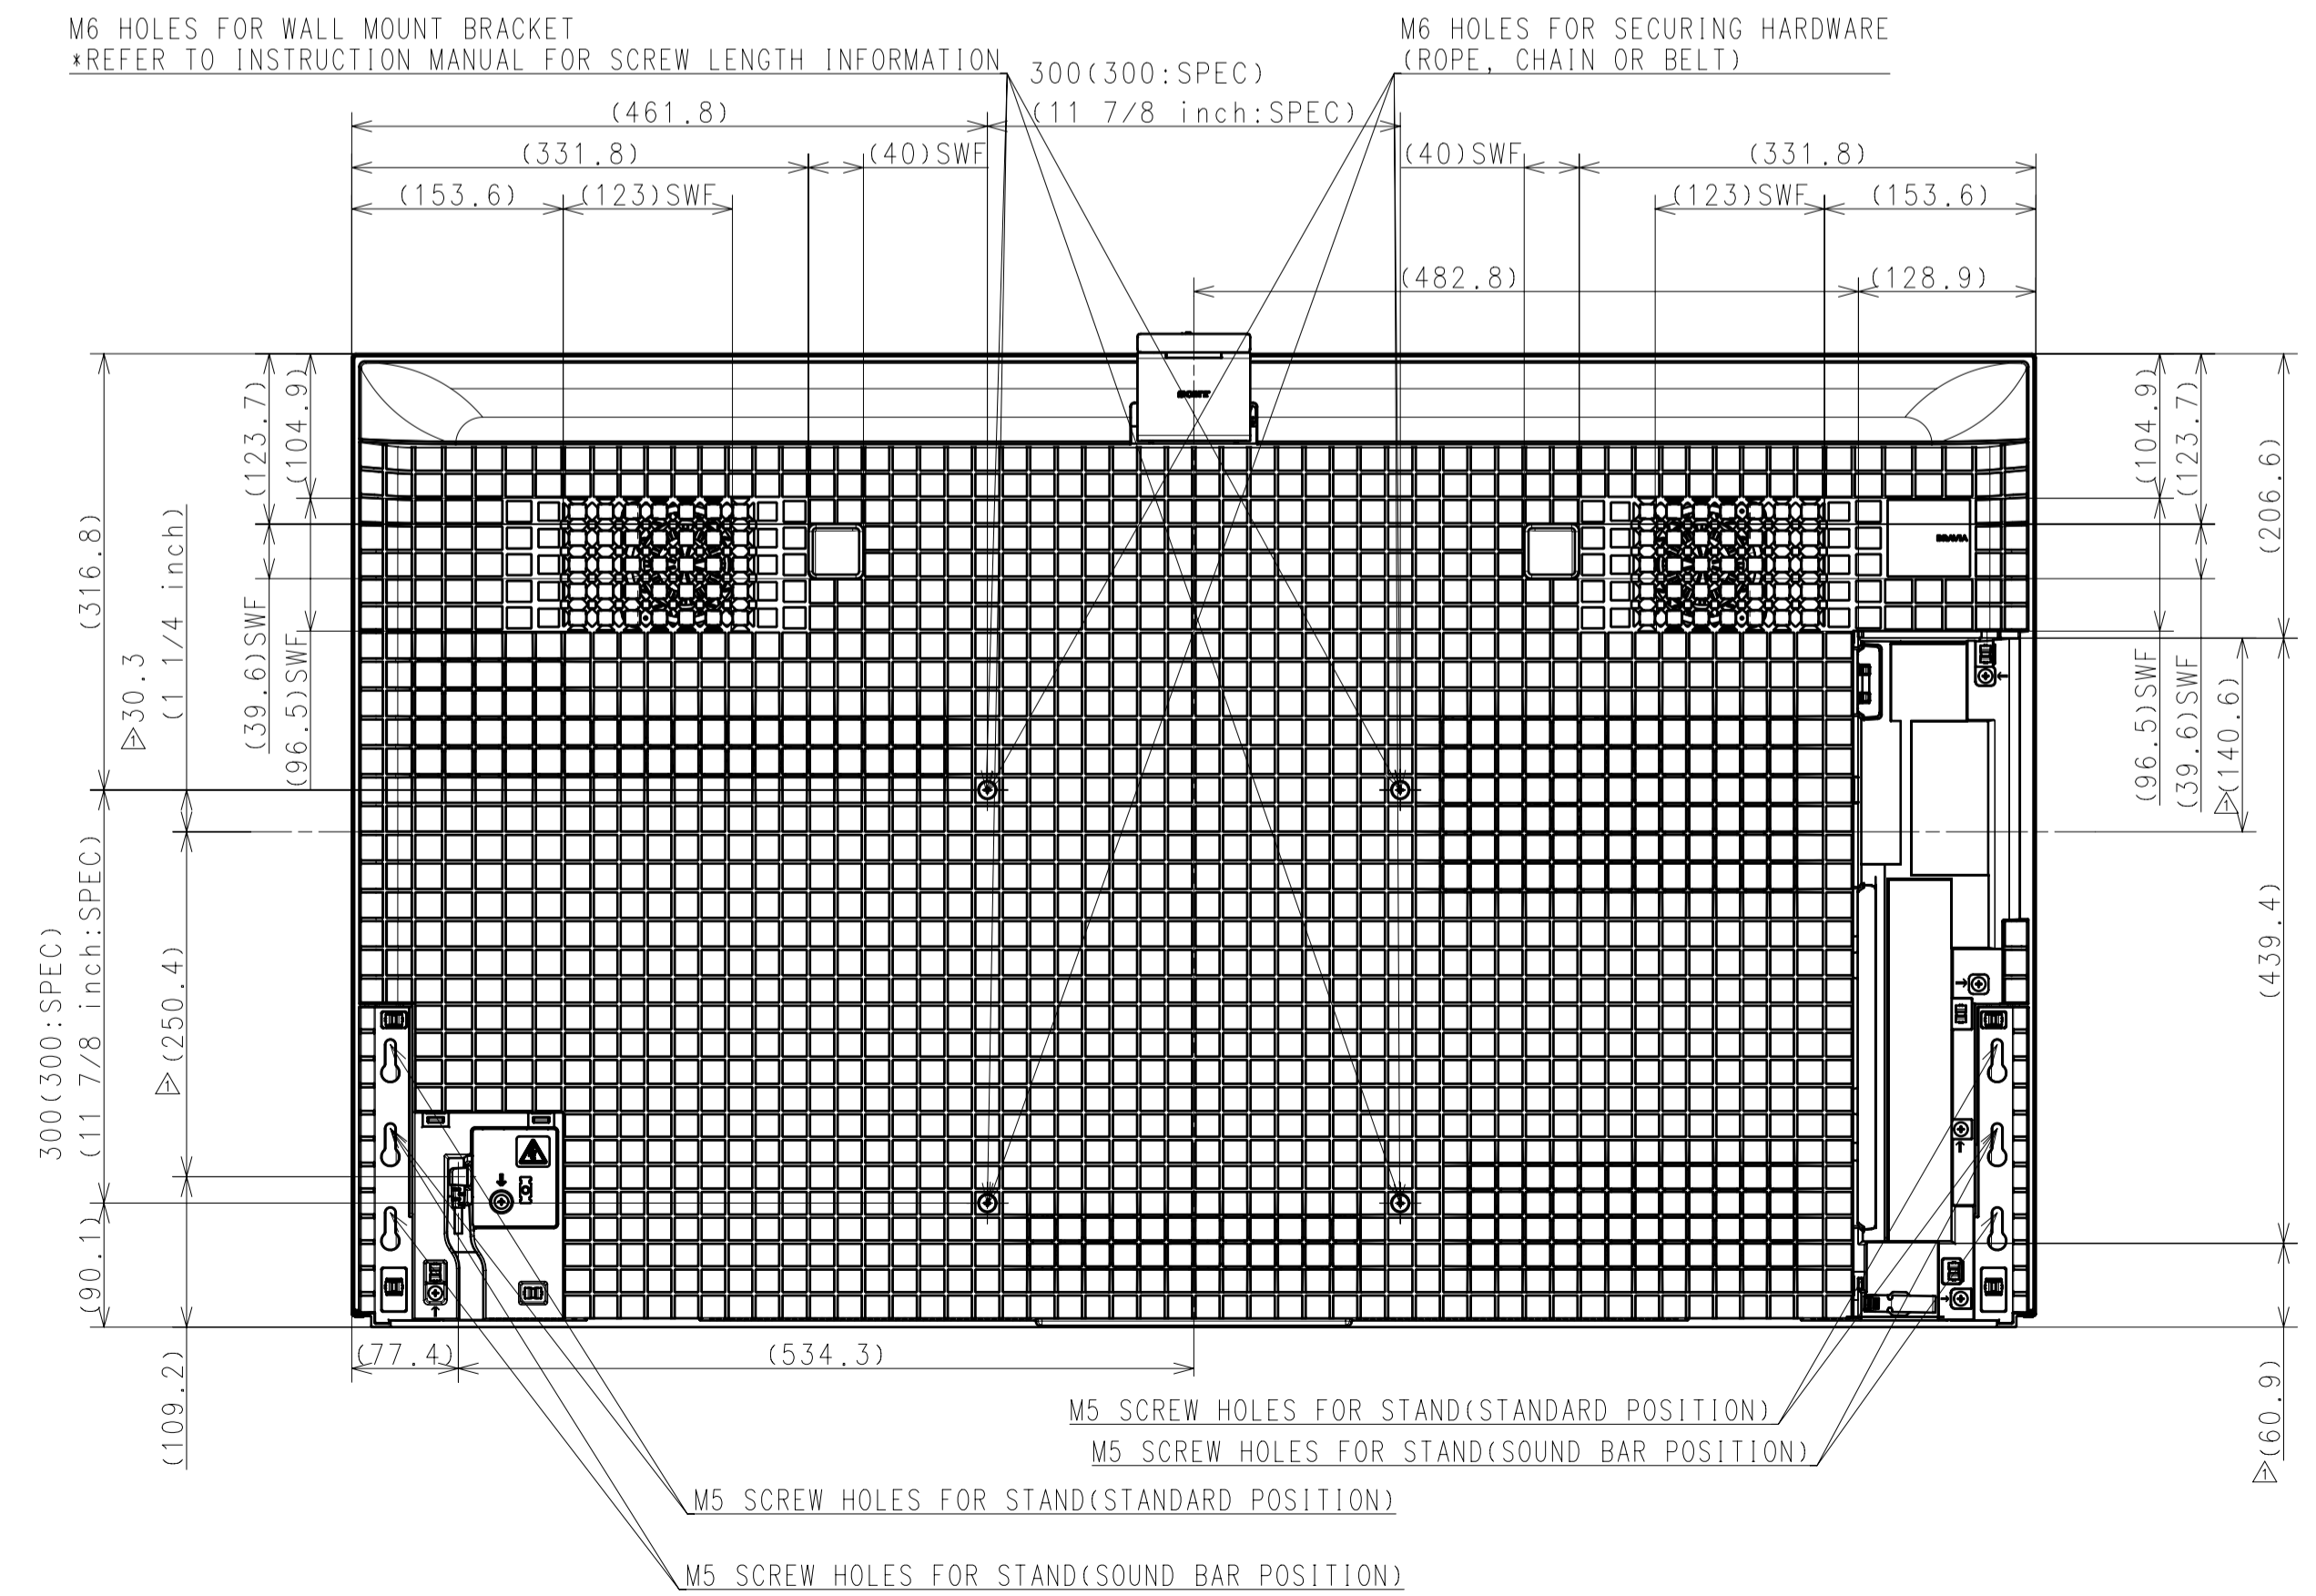 M6 HOLES FOR WALL MOUNT BRACKET
*REFER TO INSTRUCTION MANUAL FOR SCREW LENGTH INFORMATION
M6 HOLES FOR SECURING HARDWARE
(ROPE, CHAIN OR BELT)
300(300:SPEC)
(11 7/8 inch:SPEC)
(461.8)
(331.8)
(40)SWF
(40)SWF
(331.8)
(153.6)
(123)SWF
(123)SWF
(153.6)
(482.8)
(128.9)
SONY
BRAVIA
(316.8)
1 30.3
(1 1/4 inch)
(123.7)
(104.9)
(39.6)SWF
(96.5)SWF
300(300:SPEC)
(11 7/8 inch:SPEC)
1 (250.4)
(90.1)
(109.2)
(104.9)
(123.7)
(206.6)
(96.5)SWF
(39.6)SWF
1 (140.6)
(439.4)
1 (60.9)
(77.4)
(534.3)
M5 SCREW HOLES FOR STAND(STANDARD POSITION)
M5 SCREW HOLES FOR STAND(SOUND BAR POSITION)
M5 SCREW HOLES FOR STAND(STANDARD POSITION)
M5 SCREW HOLES FOR STAND(SOUND BAR POSITION)